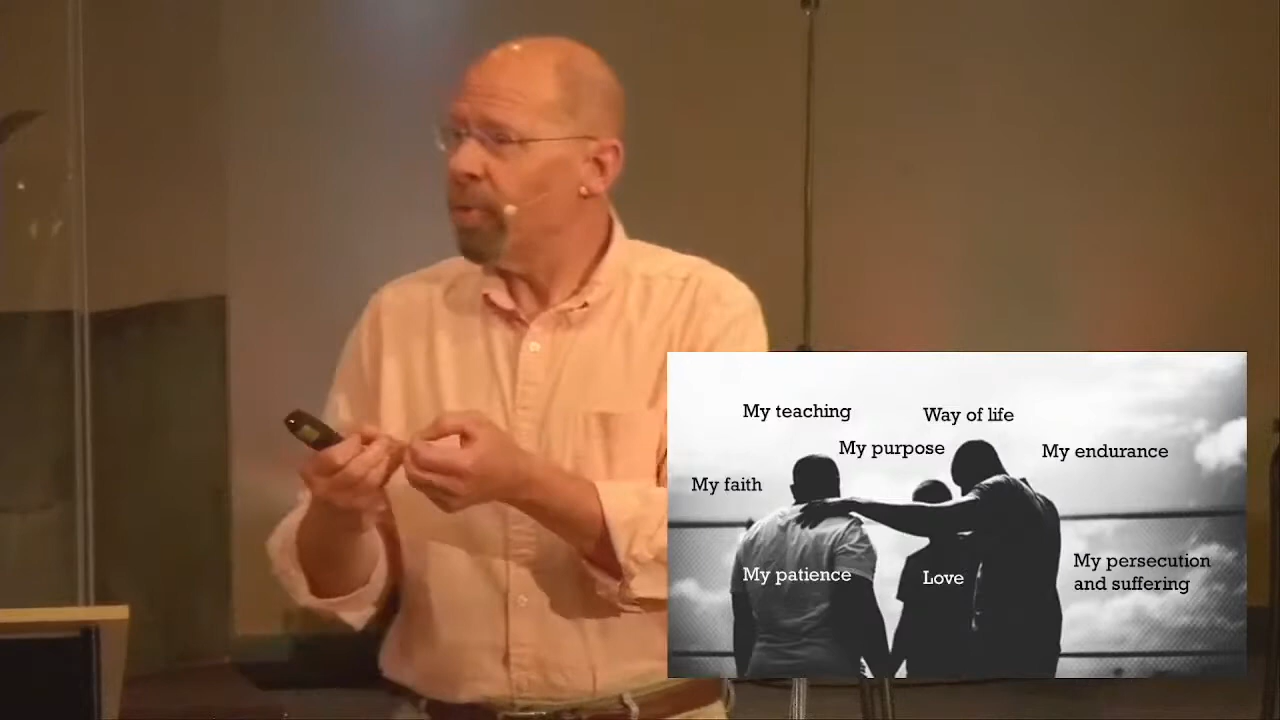 My teaching
Way of life
My purpose
My endurance
My faith
My patience
Love
My persecution
and suffering